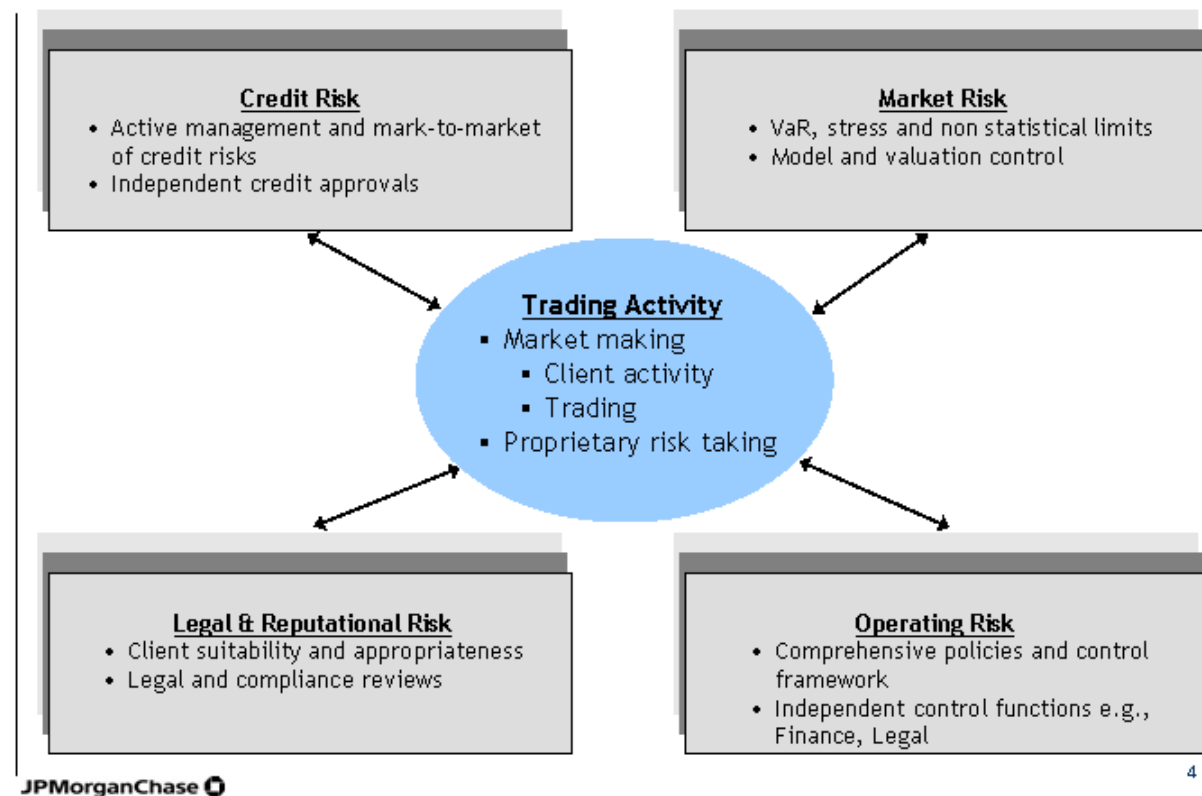 Credit Risk
• Active management and mark-to-market
of credit risks
• Independent credit approvals
Market Risk
• VaR, stress and non statistical limits
• Model and valuation control
Trading Activity
▪ Market making
▪ Client activity
▪ Trading
▪ Proprietary risk taking
Legal & Reputational Risk
• Client suitability and appropriateness
• Legal and compliance reviews
Operating Risk
• Comprehensive policies and control
framework
• Independent control functions e.g.,
Finance, Legal
JPMorganChase
4